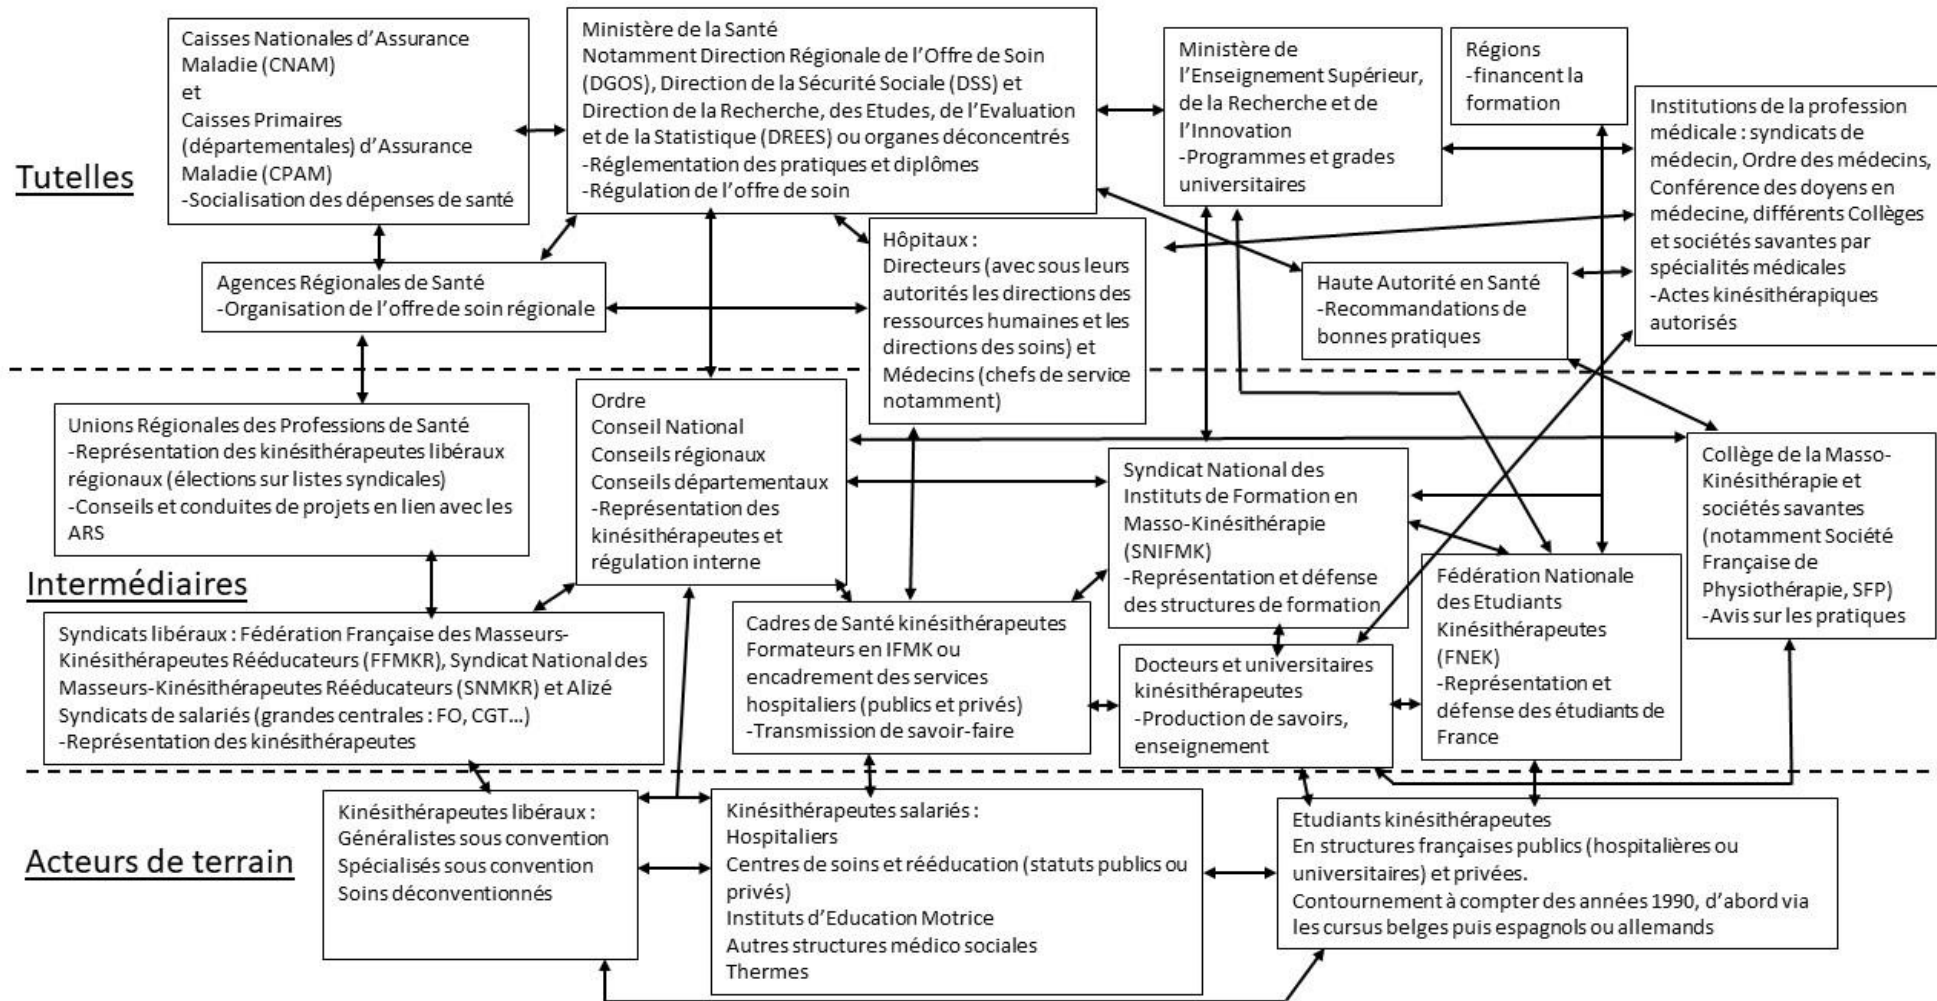 Tutelles
Caisses Nationales d'Assurance
Maladie (CNAM)
et
Caisses Primaires
(départementales) d'Assurance
Maladie (CPAM)
-Socialisation des dépenses de santé
Ministère de la Santé
Notamment Direction Régionale de l'Offre de Soin
(DGOS), Direction de la Sécurité Sociale (DSS) et
Direction de la Recherche, des Etudes, de l'Evaluation
et de la Statistique (DREES) ou organes déconcentrés
-Réglementation des pratiques et diplômes
-Régulation de l'offre de soin
Ministère de
l'Enseignement Supérieur,
de la Recherche et de
l'Innovation
-Programmes et grades
universitaires
Régions
-financent la
formation
Institutions de la profession
médicale : syndicats de
médecin, Ordre des médecins,
Conférence des doyens en
médecine, différents Collèges
et sociétés savantes par
spécialités médicales
-Actes kinésithérapiques
autorisés
Agences Régionales de Santé
-Organisation de l'offre de soin régionale
Hôpitaux :
Directeurs (avec sous leurs
autorités les directions des
ressources humaines et les
directions des soins) et
Médecins (chefs de service
notamment)
Haute Autorité en Santé
-Recommandations de
bonnes pratiques
Intermédiaires
Unions Régionales des Professions de Santé
-Représentation des kinésithérapeutes libéraux
régionaux (élections sur listes syndicales)
-Conseils et conduites de projets en lien avec les
ARS
Ordre
Conseil National
Conseils régionaux
Conseils départementaux
-Représentation des
kinésithérapeutes et
régulation interne
Syndicat National des
Instituts de Formation en
Masso-Kinésithérapie
(SNIFMK)
-Représentation et défense
des structures de formation
Collège de la Masso-
Kinésithérapie et
sociétés savantes
(notamment Société
Française de
Physiothérapie, SFP)
-Avis sur les pratiques
Syndicats libéraux : Fédération Française des Masseurs-
Kinésithérapeutes Rééducateurs (FFMKR), Syndicat National des
Masseurs-Kinésithérapeutes Rééducateurs (SNMKR) et Alizé
Syndicats de salariés (grandes centrales : FO, CGT...)
-Représentation des kinésithérapeutes
Cadres de Santé kinésithérapeutes
Formateurs en IFMK ou
encadrement des services
hospitaliers (publics et privés)
-Transmission de savoir-faire
Docteurs et universitaires
kinésithérapeutes
-Production de savoirs,
enseignement
Fédération Nationale
des Etudiants
Kinésithérapeutes
(FNEK)
-Représentation et
défense des étudiants de
France
Acteurs de terrain
Kinésithérapeutes libéraux :
Généralistes sous convention
Spécialisés sous convention
Soins déconventionnés
Kinésithérapeutes salariés :
Hospitaliers
Centres de soins et rééducation (statuts publics ou
privés)
Instituts d'Education Motrice
Autres structures médico sociales
Thermes
Etudiants kinésithérapeutes
En structures françaises publics (hospitalières ou
universitaires) et privées.
Contournement à compter des années 1990, d'abord via
les cursus belges puis espagnols ou allemands